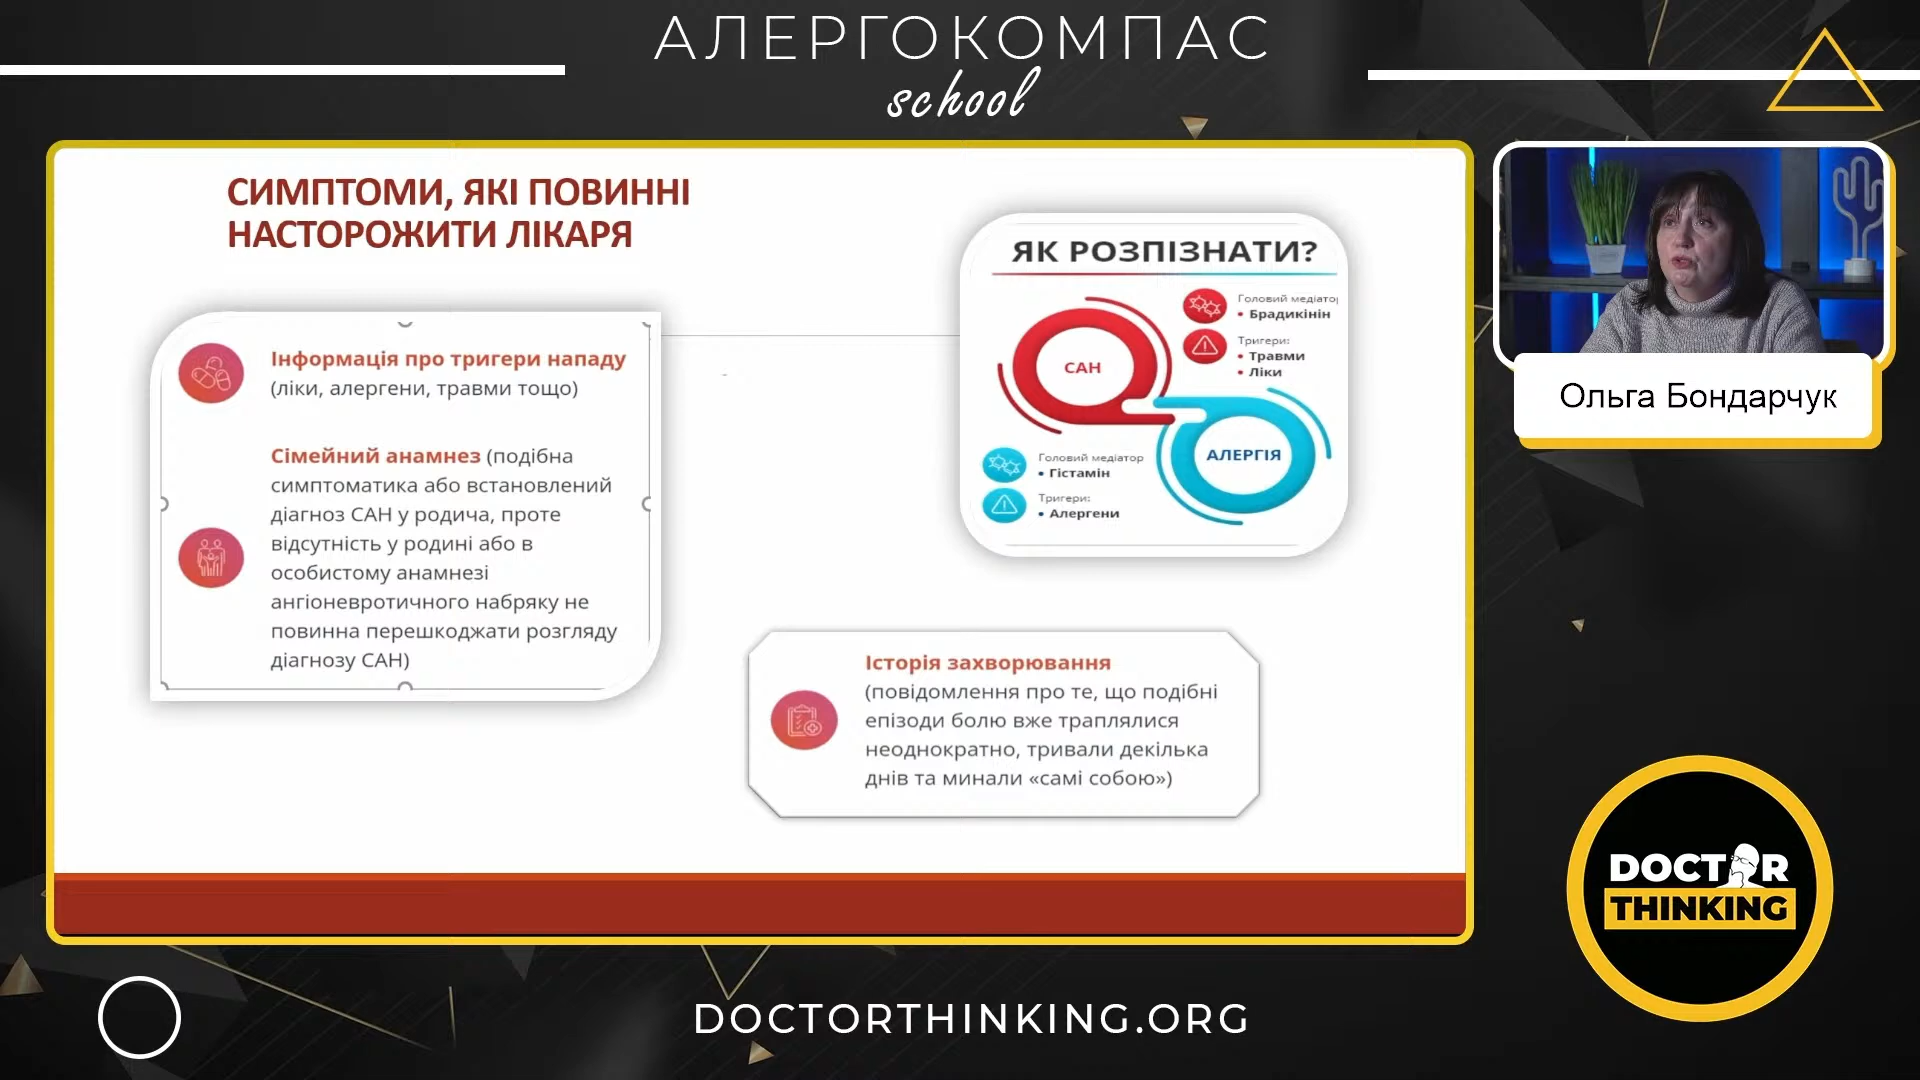 АЛЕРГОКОМПАС
school
СИМПТОМИ, ЯКІ ПОВИННІ
НАСТОРОЖИТИ ЛІКАРЯ
Інформація про тригери нападу
(ліки, алергени, травми тощо)
Сімейний анамнез (подібна
симптоматика або встановлений
діагноз САН у родича, проте
відсутність у родині або в
особистому анамнезі
ангіоневротичного набряку не
повинна перешкоджати розгляду
діагнозу САН)
ЯК РОЗПІЗНАТИ?
САН
Головий медіатор
• Брадикінін
Тригери:
• Травми
• Ліки
АЛЕРГІЯ
Головий медіатор
• Гістамін
Тригери:
• Алергени
Історія захворювання
(повідомлення про те, що подібні
епізоди болю вже траплялися
неоднократно, тривали декілька
днів та минали «самі собою»)
Ольга Бондарчук
DOCTOR
THINKING
DOCTORTHINKING.ORG